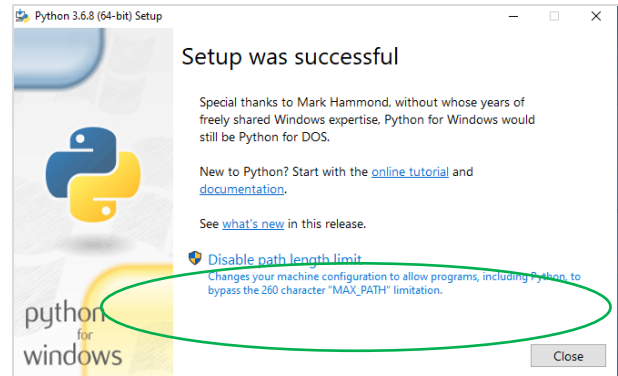 Python 3.6.8 (64-bit) Setup
Setup was successful
Special thanks to Mark Hammond, without whose years of
freely shared Windows expertise, Python for Windows would
still be Python for DOS.
New to Python? Start with the online tutorial and
documentation.
See what's new in this release.
Disable path length limit
Changes your machine configuration to allow programs, including Python, to
bypass the 260 character "MAX_PATH" limitation.
python
for
windows
Close